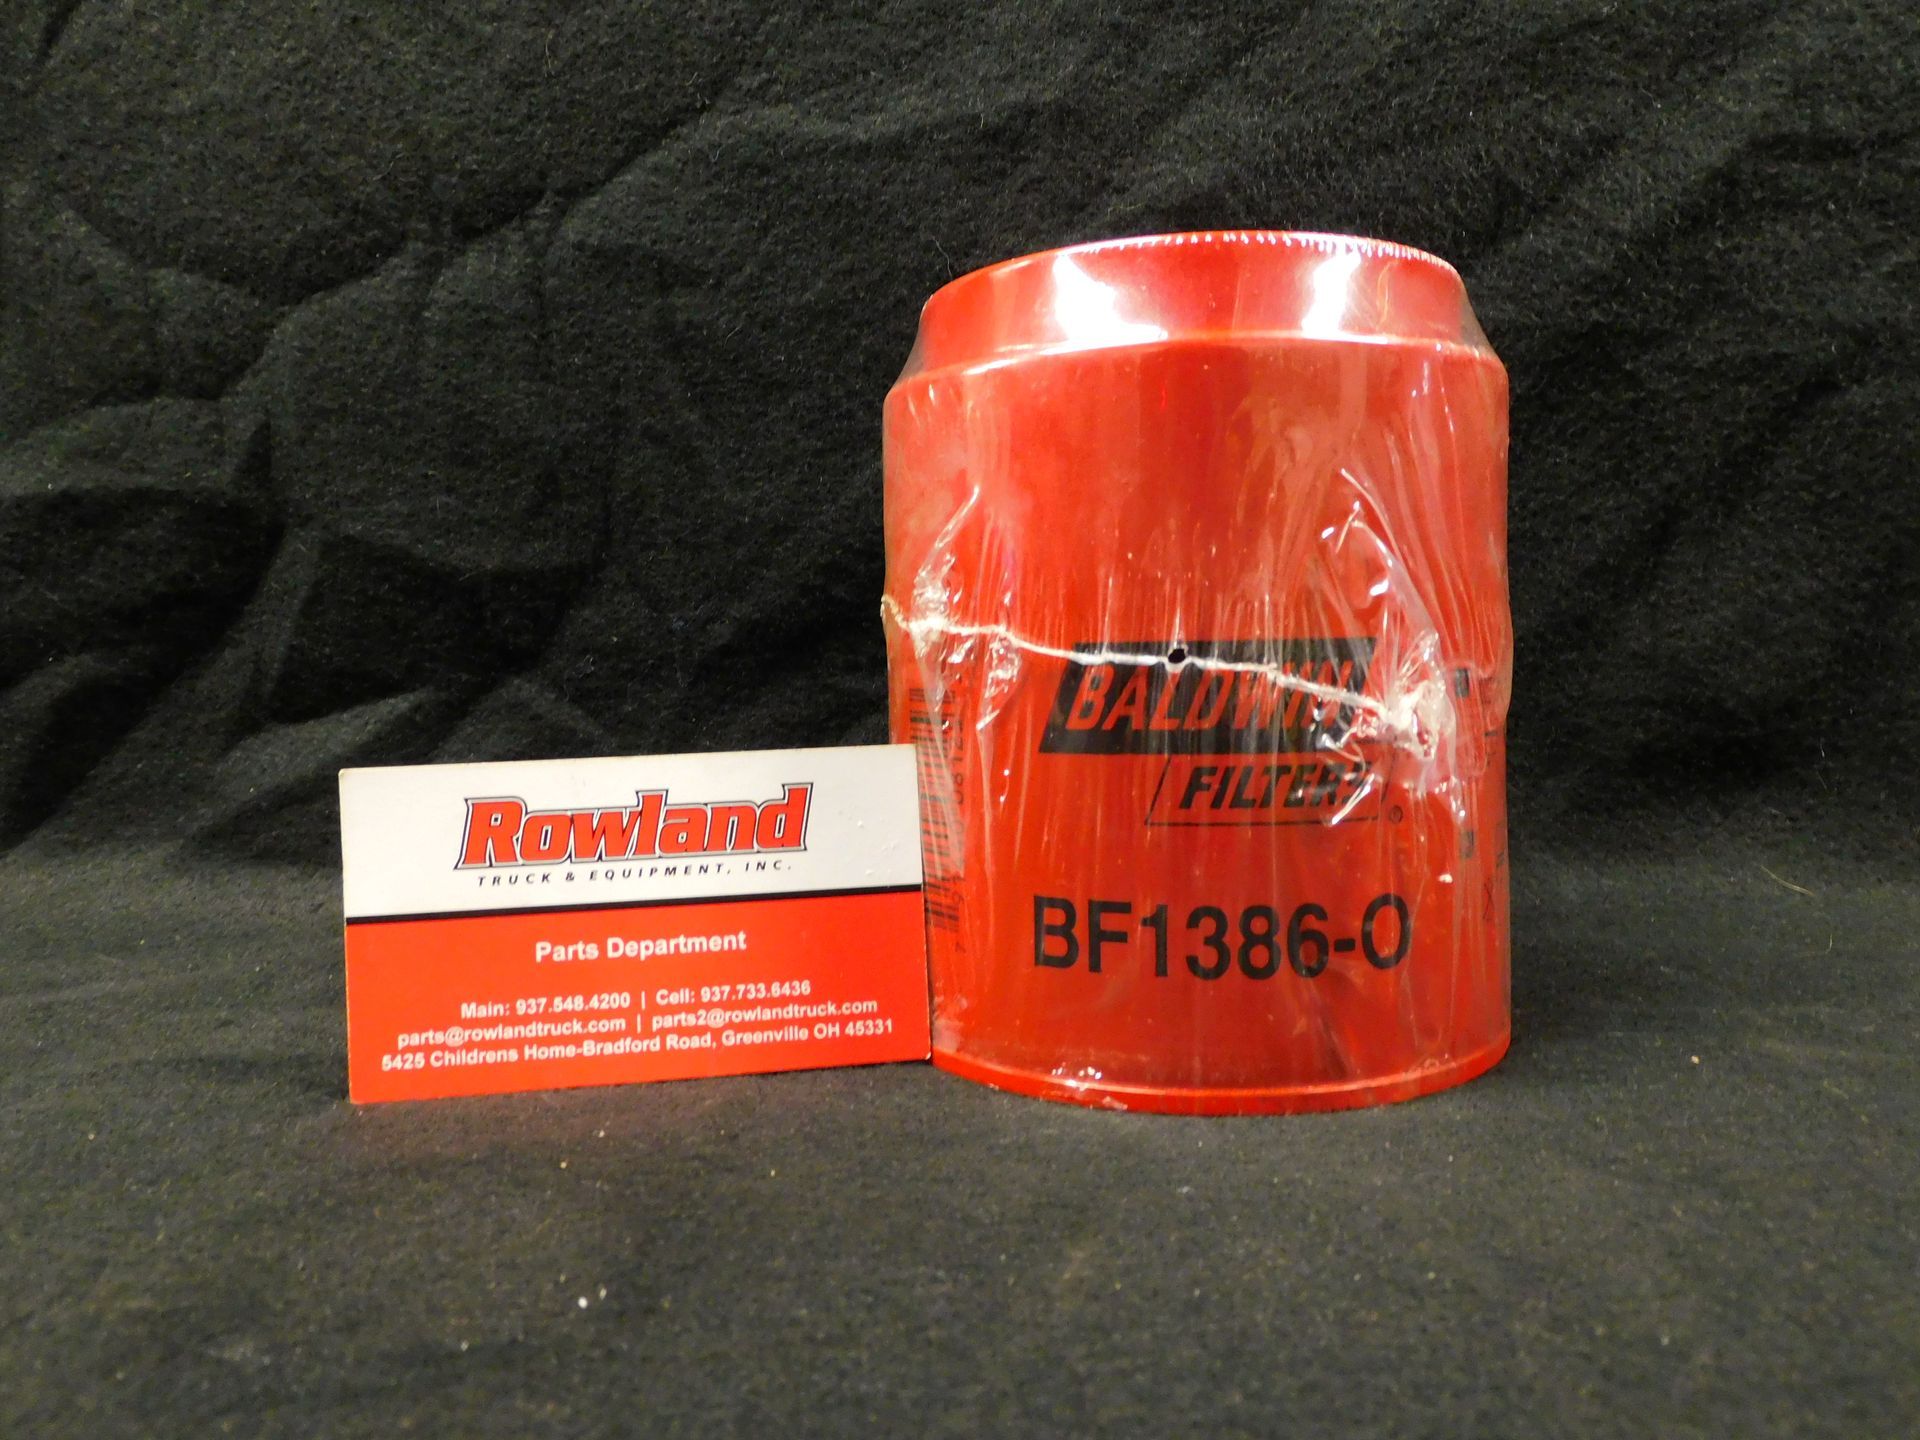 Rowland
TRUCK & EQUIPMENT, INC.
Parts Department
Main: 937.548.4200 | Cell: 937.733.6436
parts@rowlandtruck.com | parts2@rowlandtruck.com
5425 Childrens Home-Bradford Road, Greenville OH 45331
BALDWIN
FILTERS
®
BF1386-O